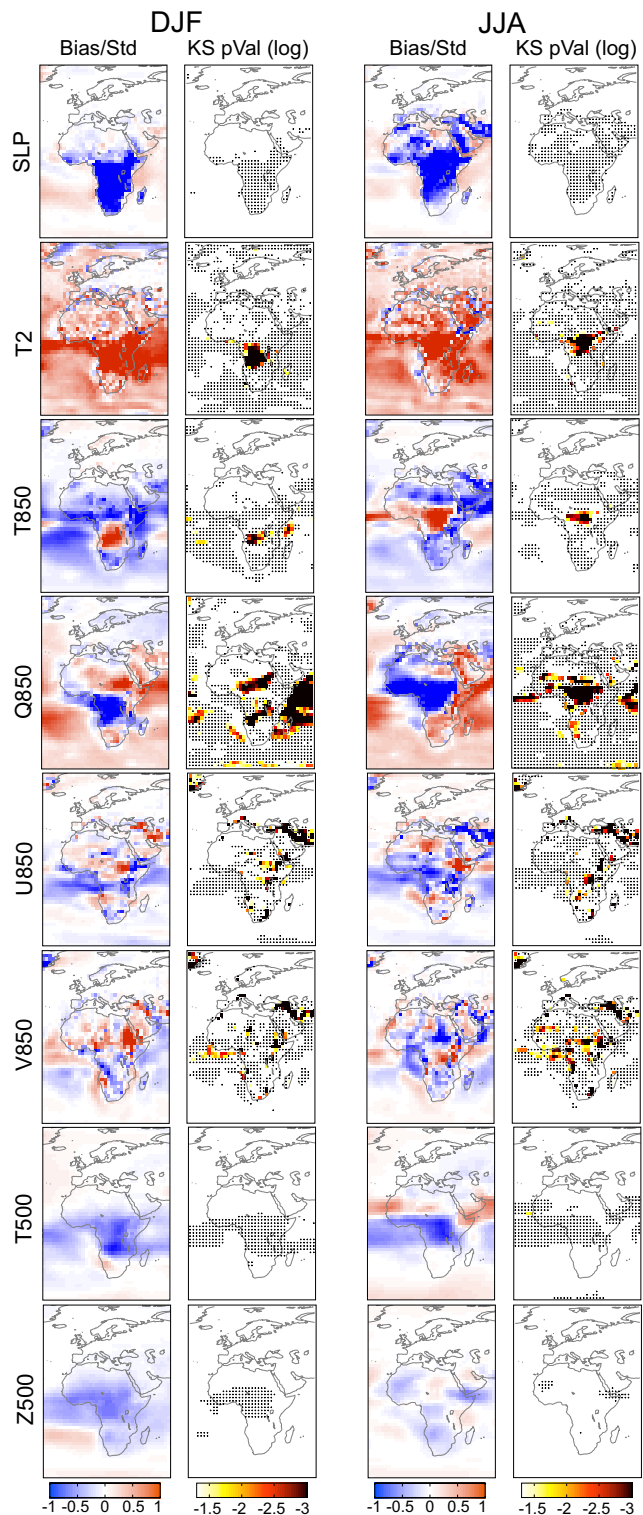 DJF JJA
Bias/Std KS pVal (log) Bias/Std KS pVal (log)
SLP
T2
T850
Q850
U850
V850
T500
Z500
-1 -0.5 0 0.5 1 -1.5 -2 -2.5 -3 -1 -0.5 0 0.5 1 -1.5 -2 -2.5 -3